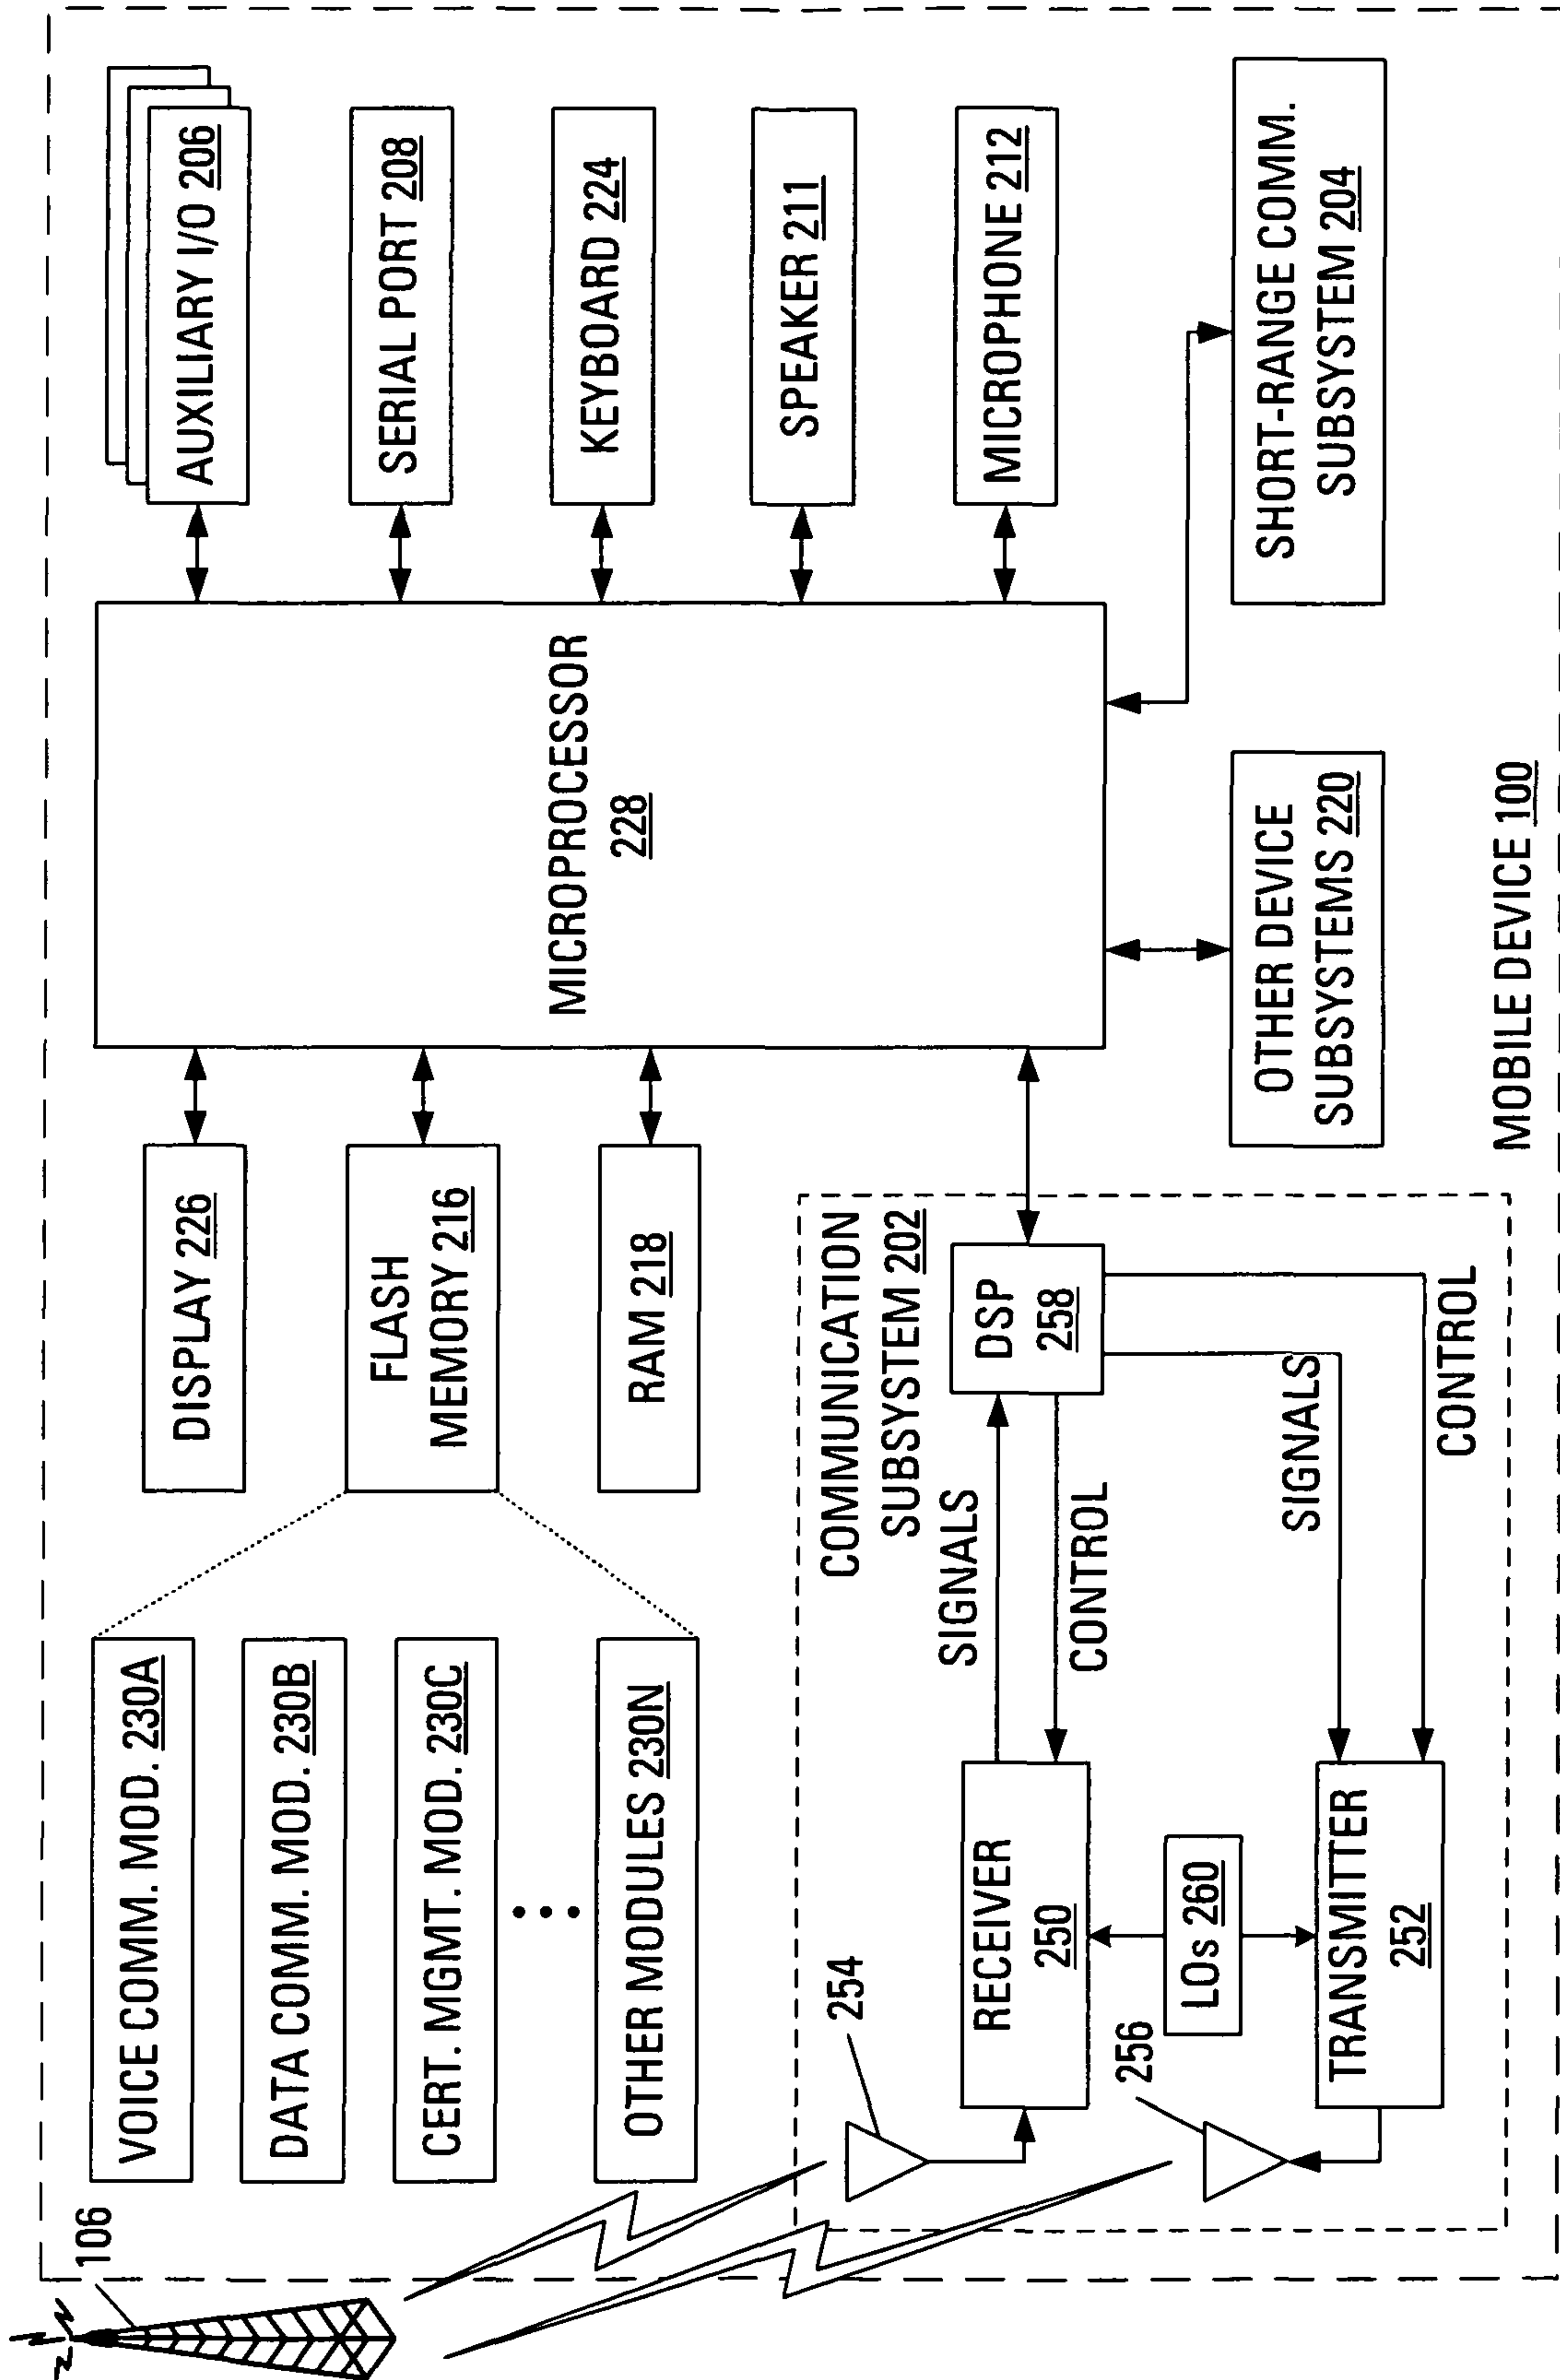 106
VOICE COMM. MOD. 230A
DATA COMM. MOD. 230B
CERT. MGMT. MOD. 230C
OTHER MODULES 230N
DISPLAY 226
FLASH
MEMORY 216
RAM 218
MICROPROCESSOR
228
AUXILIARY I/O 206
SERIAL PORT 208
KEYBOARD 224
SPEAKER 211
MICROPHONE 212
SHORT-RANGE COMM.
SUBSYSTEM 204
OTHER DEVICE
SUBSYSTEMS 220
COMMUNICATION
SUBSYSTEM 202
254
RECEIVER
250
SIGNALS
CONTROL
DSP
258
256
LOs 260
TRANSMITTER
252
SIGNALS
CONTROL
MOBILE DEVICE 100